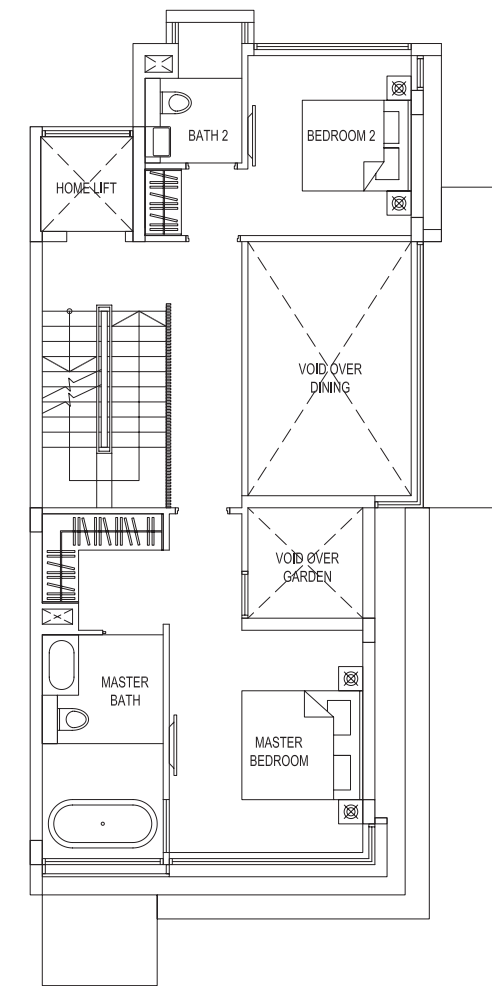 BATH 2
BEDROOM 2
HOME LIFT
VOID OVER
DINING
VOID OVER
GARDEN
MASTER
BATH
MASTER
BEDROOM